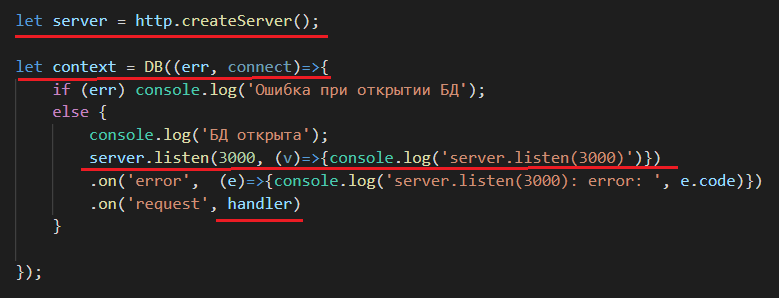 let server = http.createServer();
let context = DB((err, connect)=>{
if (err) console.log('Ошибка при открытии БД');
else {
console.log('БД открыта');
server.listen(3000, (v)=>{console.log('server.listen(3000)')})
.on('error',  (e)=>{console.log('server.listen(3000): error: ', e.code)})
.on('request', handler)
}
});